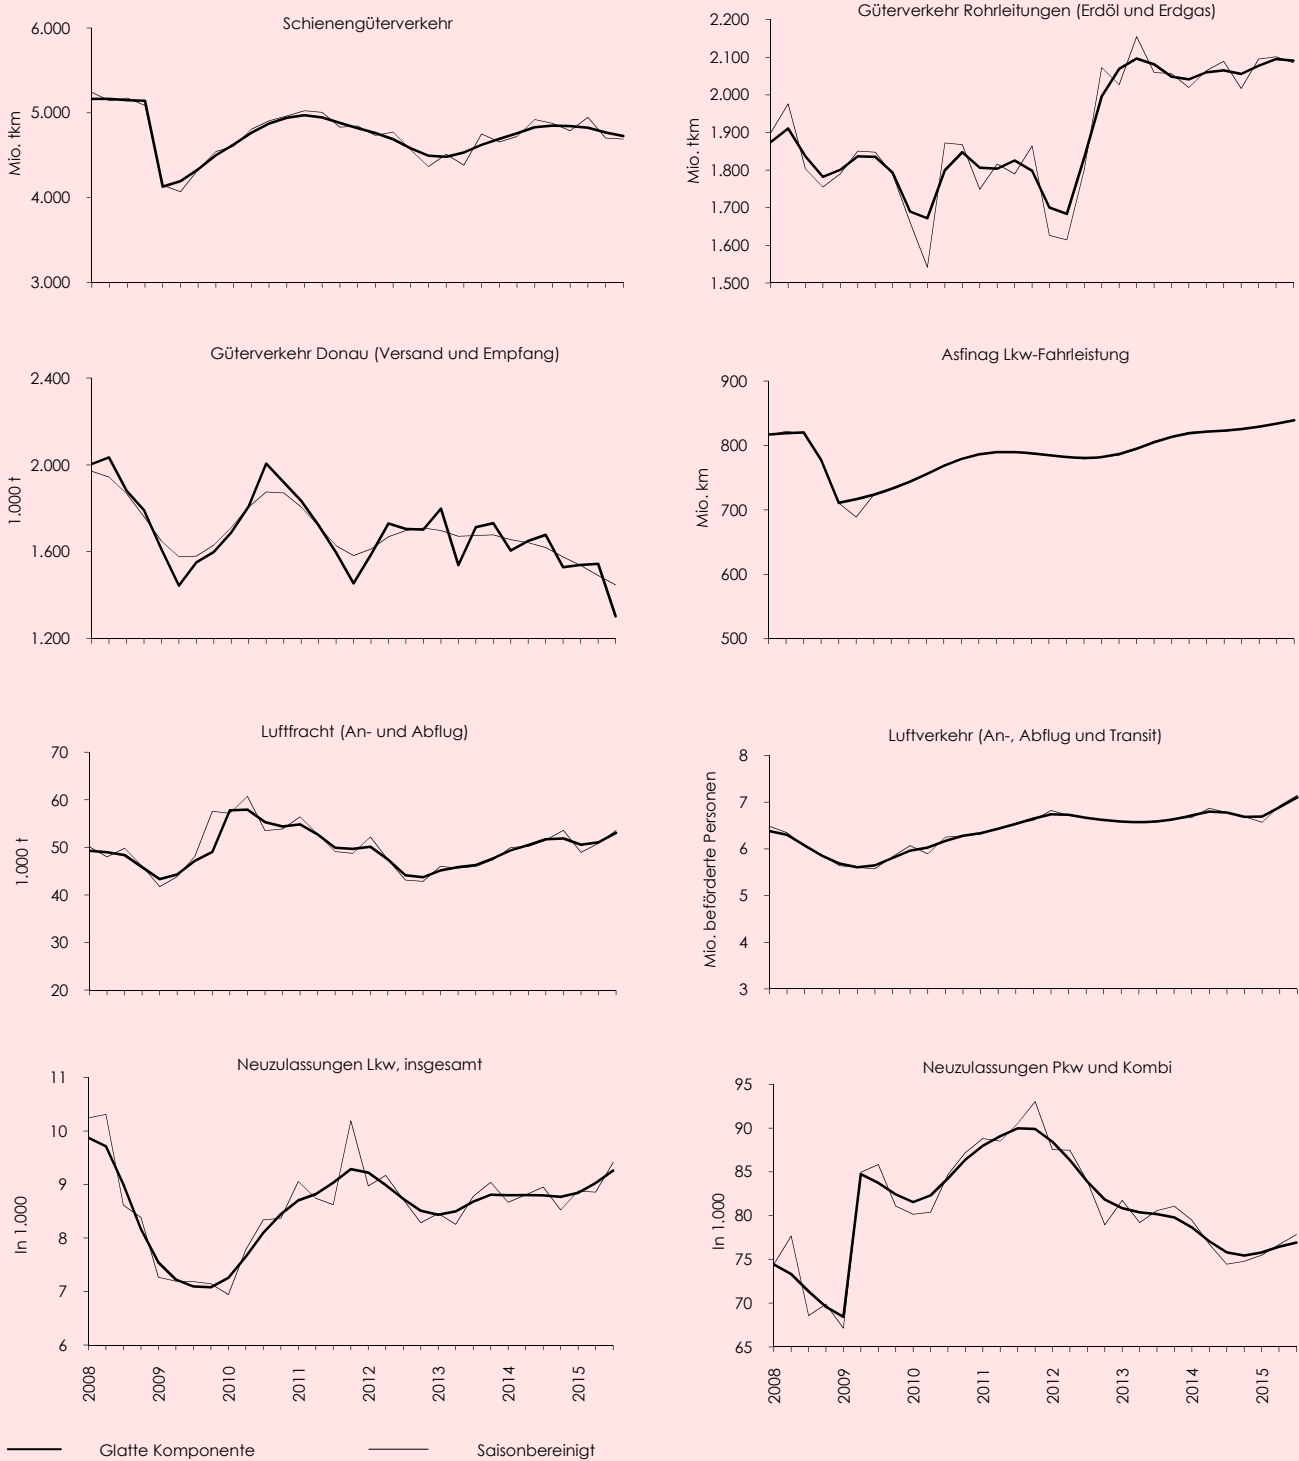 Schienengüterverkehr
6.000
5.000
4.000
3.000
Mio. tkm
Güterverkehr Rohrleitungen (Erdöl und Erdgas)
2.200
2.100
2.000
1.900
1.800
1.700
1.600
1.500
Mio. tkm
Güterverkehr Donau (Versand und Empfang)
2.400
2.000
1.600
1.200
1.000 t
Asfinag Lkw-Fahrleistung
900
800
700
600
500
Mio. km
Luftfracht (An- und Abflug)
70
60
50
40
30
20
1.000 t
Luftverkehr (An-, Abflug und Transit)
8
7
6
5
4
3
Mio. beförderte Personen
Neuzulassungen Lkw, insgesamt
11
10
9
8
7
6
In 1.000
2008 2009 2010 2011 2012 2013 2014 2015
Neuzulassungen Pkw und Kombi
95
90
85
80
75
70
65
In 1.000
2008 2009 2010 2011 2012 2013 2014 2015
Glatte Komponente Saisonbereinigt